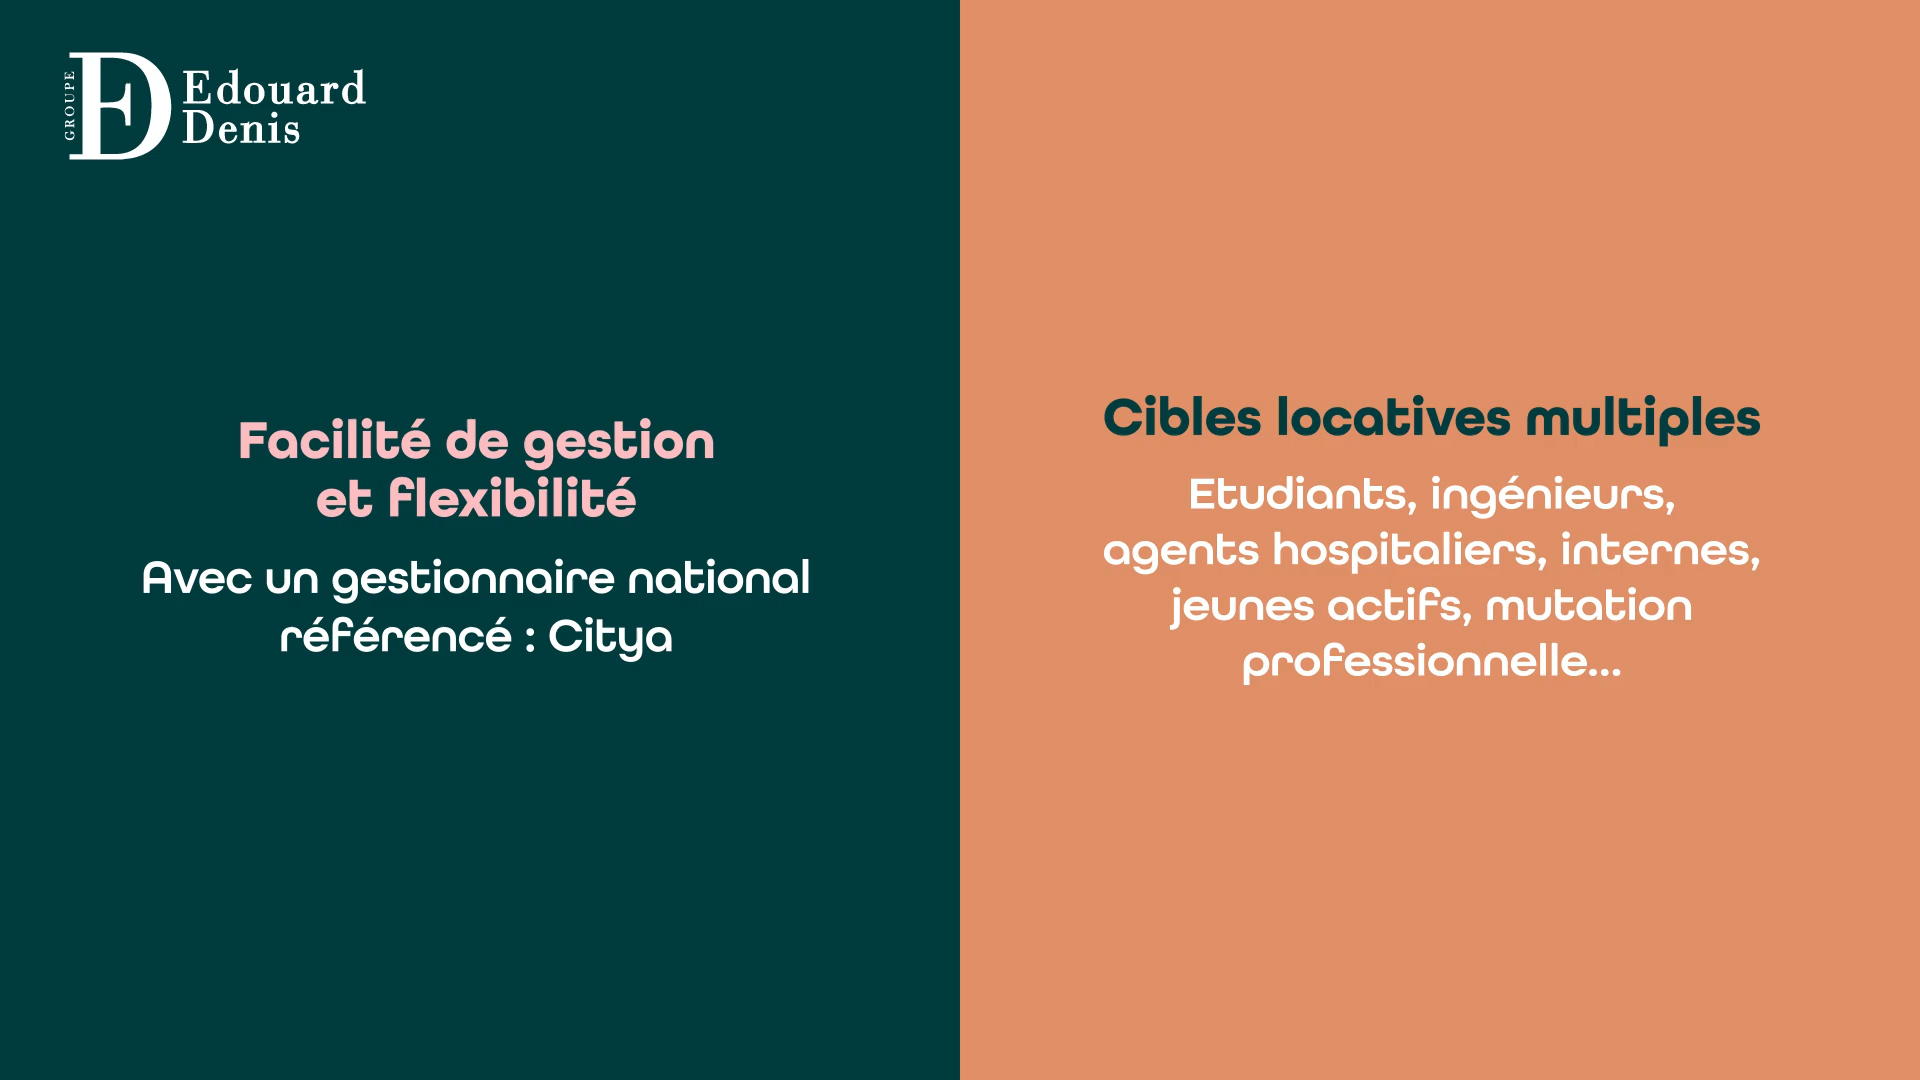 GROUPE
Edouard
Denis
Facilité de gestion
et flexibilité
Avec un gestionnaire national
référencé : Citya
Cibles locatives multiples
Etudiants, ingénieurs,
agents hospitaliers, internes,
jeunes actifs, mutation
professionnelle...